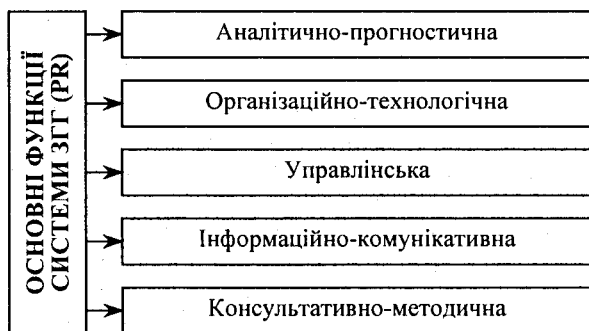 ОСНОВНІ ФУНКЦІЇ
СИСТЕМИ ЗГГ (PR)
Аналітично-прогностична
Організаційно-технологічна
Управлінська
Інформаційно-комунікативна
Консультативно-методична